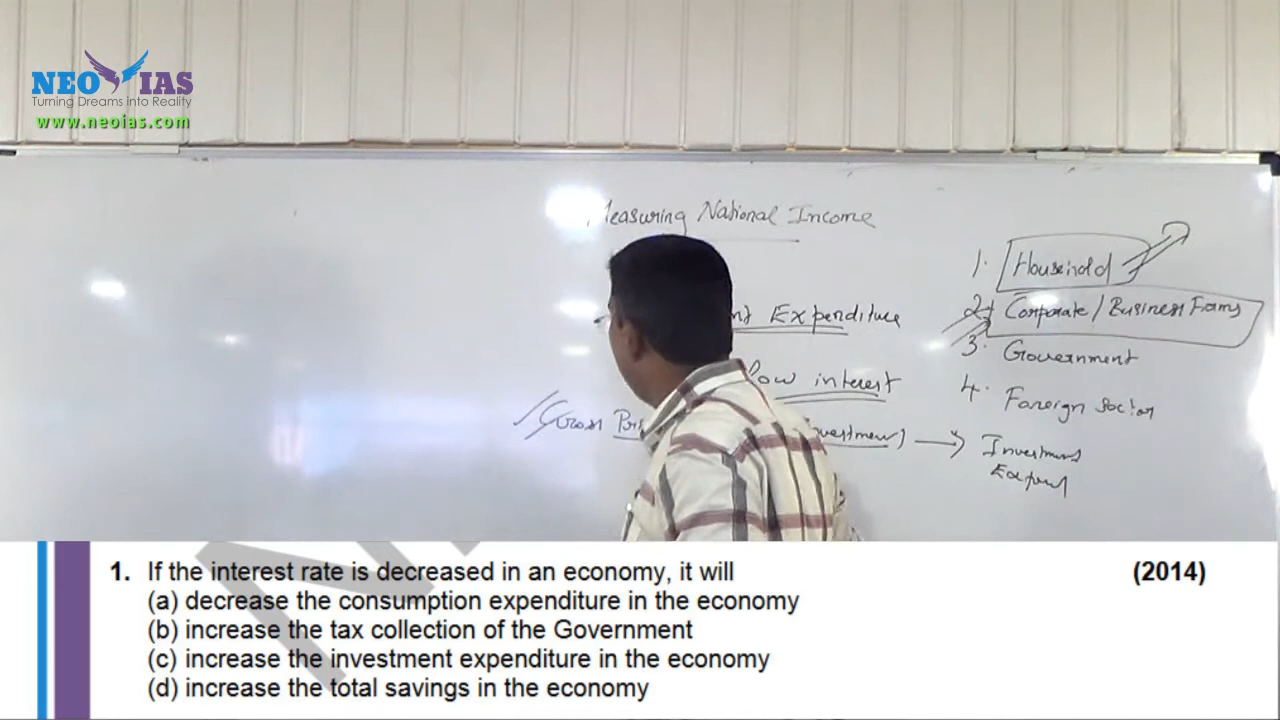 NEO IAS
Turning Dreams into Reality
www.neoias.com
Measuring National Income
Expenditure
low interest
Gross
→ Investment
1. Household
2. Corporate / Business Firms
3. Government
4. Foreign Sector
1. If the interest rate is decreased in an economy, it will (2014)
(a) decrease the consumption expenditure in the economy
(b) increase the tax collection of the Government
(c) increase the investment expenditure in the economy
(d) increase the total savings in the economy